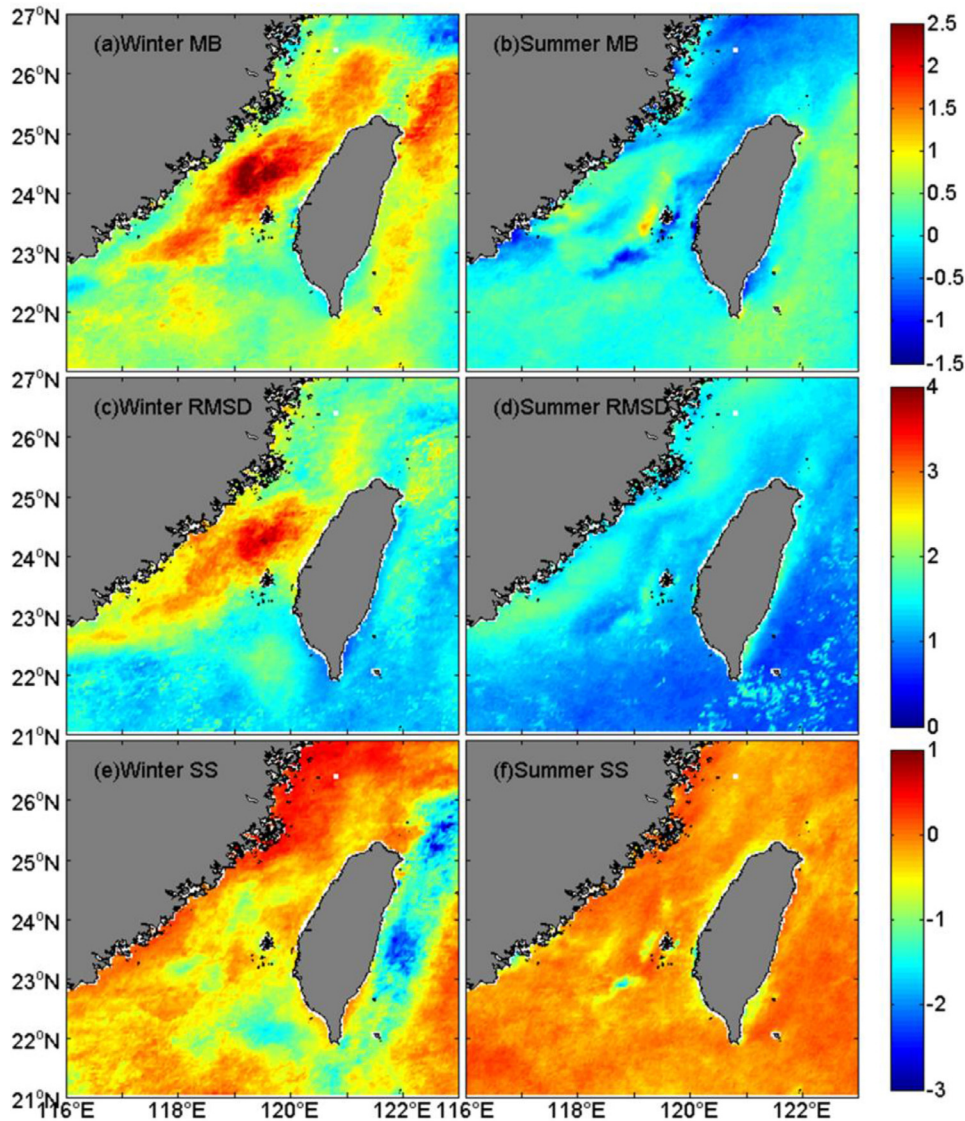 27°N
(a)Winter MB
(b)Summer MB
2.5
26°N
2
25°N
1.5
24°N
1
0.5
23°N
0
-0.5
22°N
-1
-1.5
27°N
(c)Winter RMSD
(d)Summer RMSD
4
26°N
25°N
3
24°N
2
23°N
1
22°N
21°N
0
(e)Winter SS
(f)Summer SS
1
26°N
0
25°N
24°N
-1
23°N
-2
22°N
21°N
-3
116°E 118°E 120°E 122°E 116°E 118°E 120°E 122°E